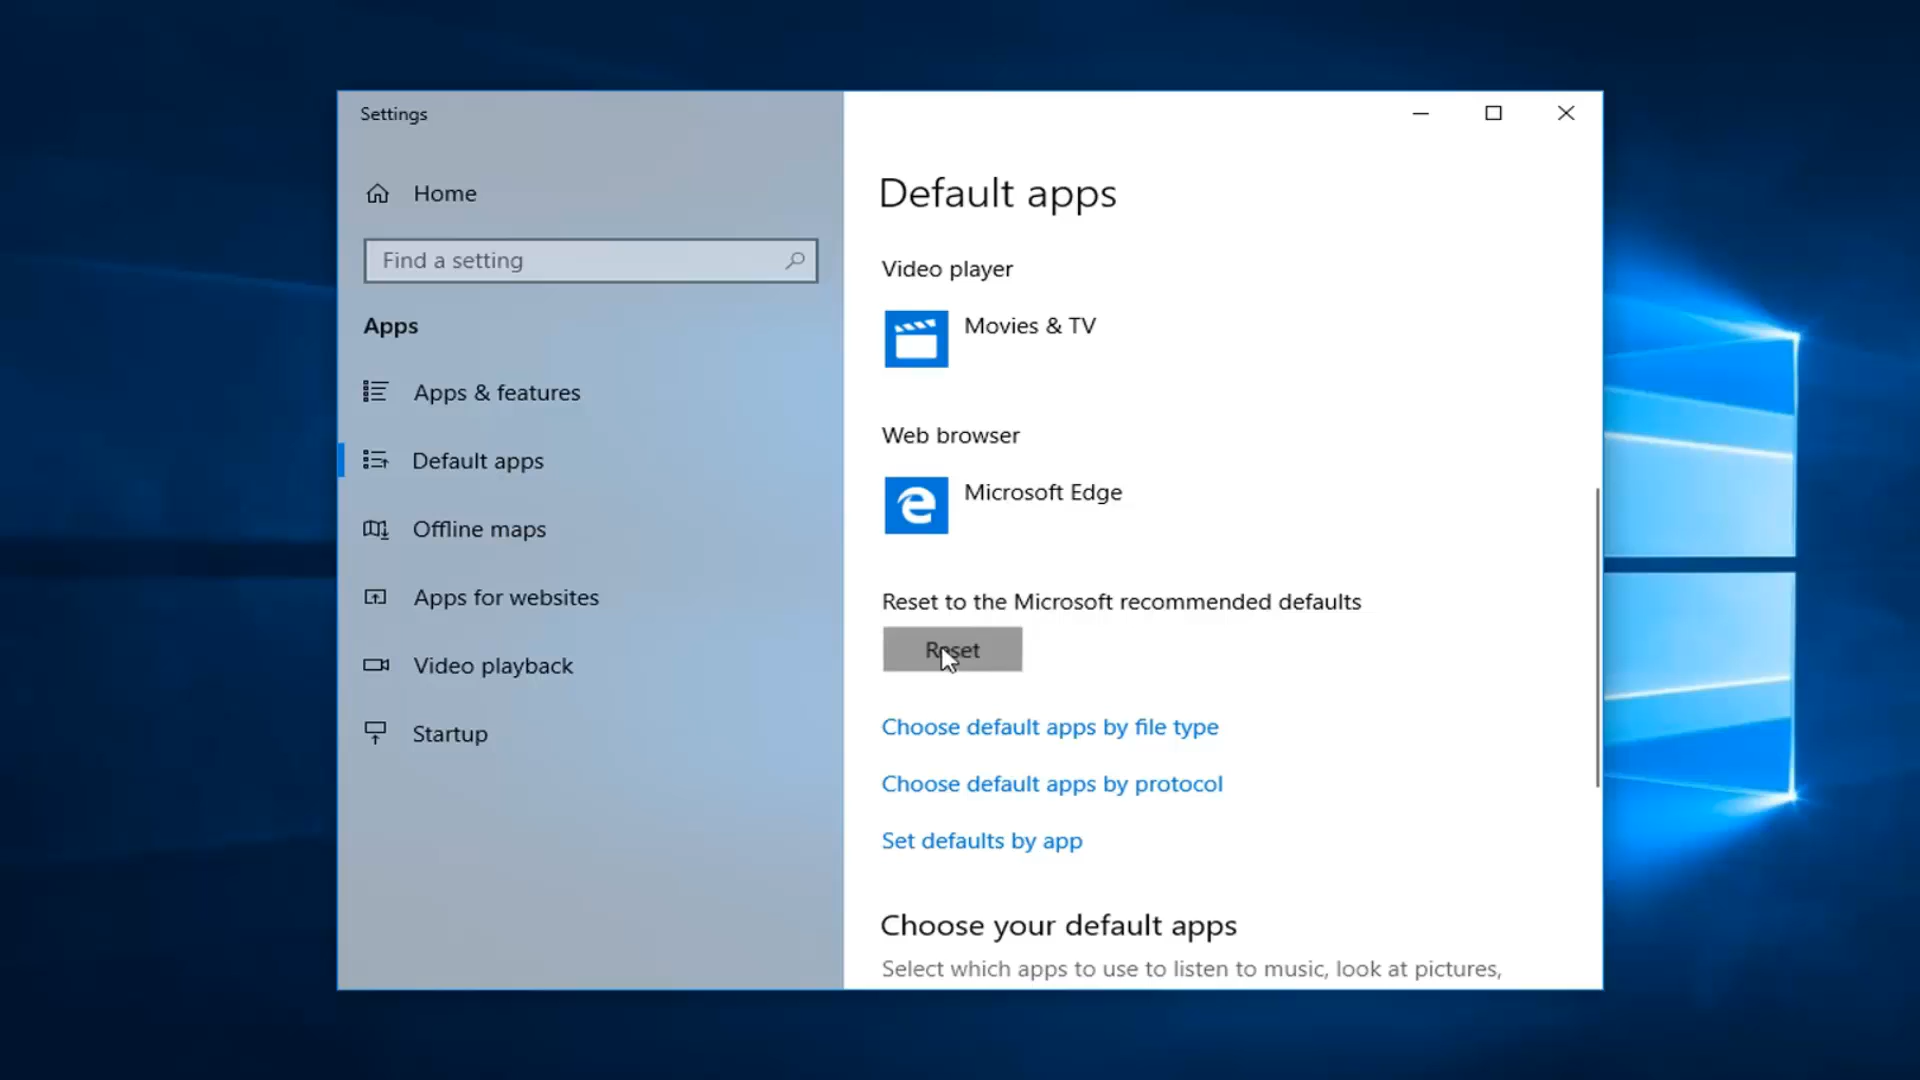 Settings
Home
Find a setting
Apps
Apps & features
Default apps
Offline maps
Apps for websites
Video playback
Startup
Default apps
Video player
Movies & TV
Web browser
Microsoft Edge
Reset to the Microsoft recommended defaults
Reset
Choose default apps by file type
Choose default apps by protocol
Set defaults by app
Choose your default apps
Select which apps to use to listen to music, look at pictures,